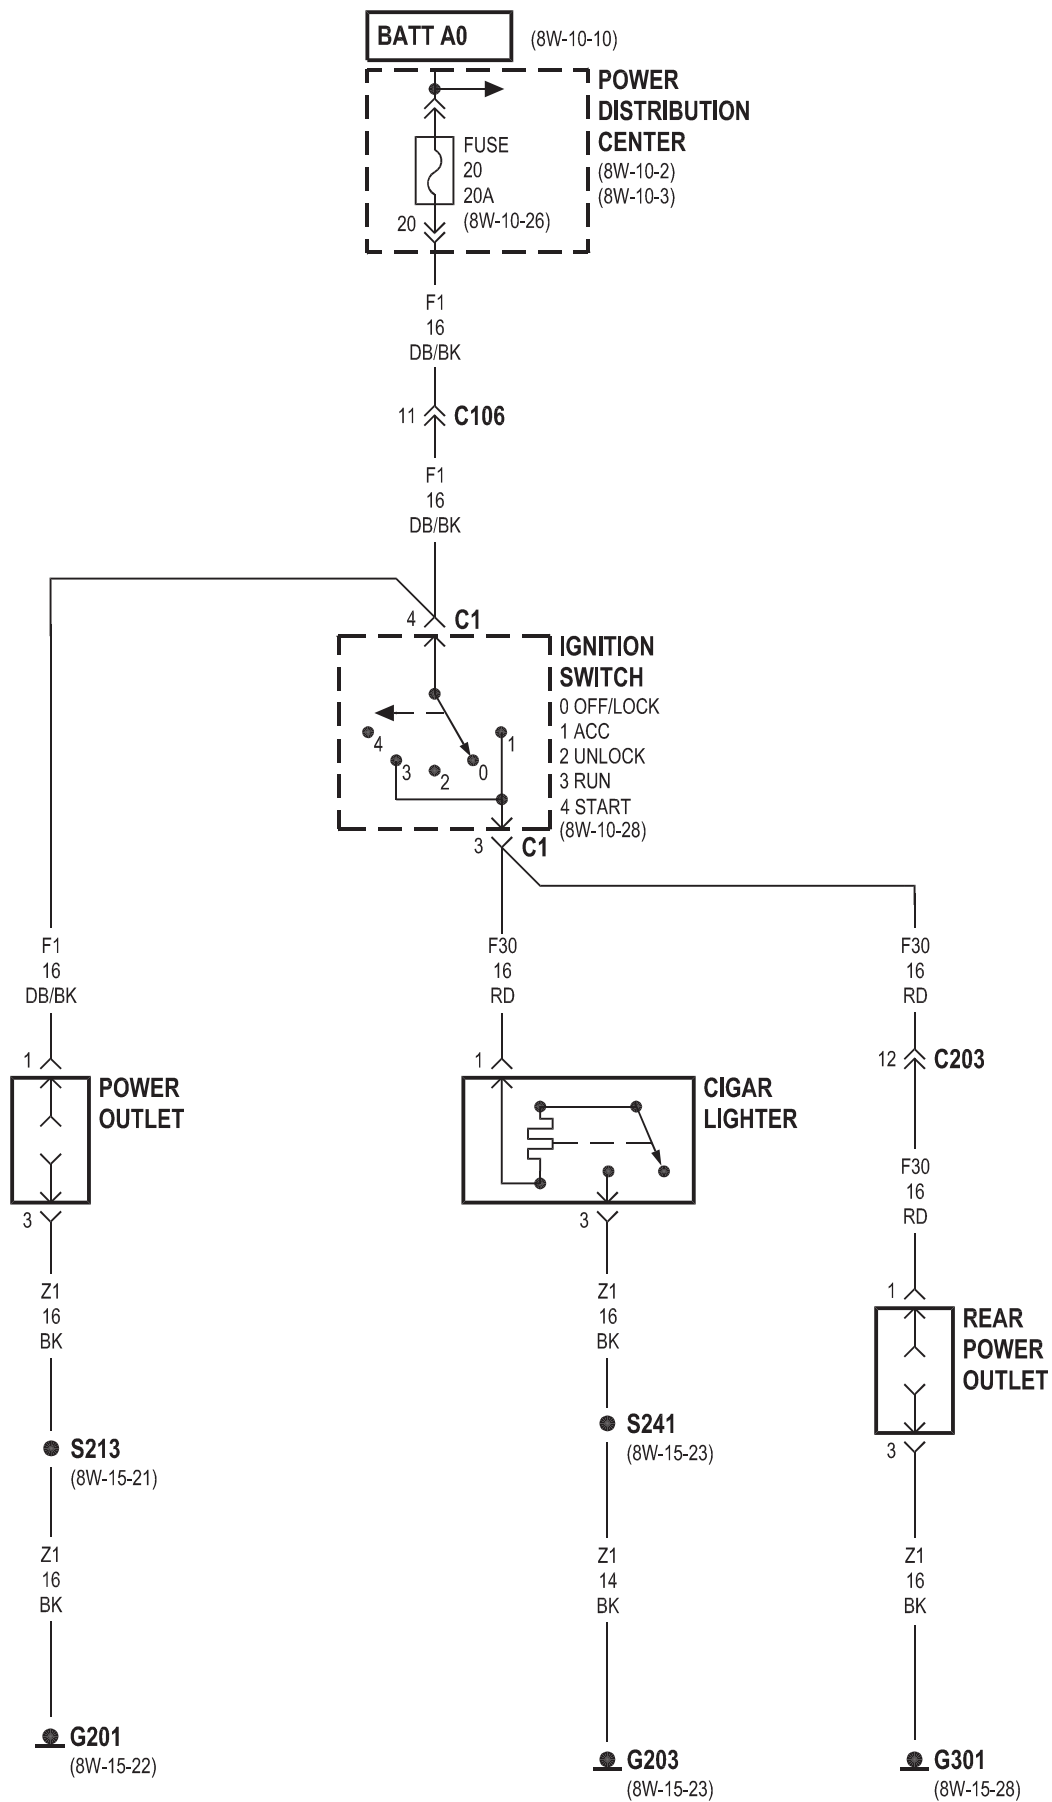 BATT A0
(8W-10-10)
POWER
DISTRIBUTION
CENTER
(8W-10-2)
(8W-10-3)
FUSE
20
20A
(8W-10-26)
20
F1
16
DB/BK
11
C106
F1
16
DB/BK
4
C1
IGNITION
SWITCH
0 OFF/LOCK
1 ACC
2 UNLOCK
3 RUN
4 START
(8W-10-28)
4
3
2
0
1
3
C1
F1
16
DB/BK
F30
16
RD
F30
16
RD
1
POWER
OUTLET
3
1
CIGAR
LIGHTER
3
12
C203
F30
16
RD
Z1
16
BK
Z1
16
BK
1
REAR
POWER
OUTLET
3
S213
(8W-15-21)
S241
(8W-15-23)
Z1
16
BK
Z1
14
BK
Z1
16
BK
G201
(8W-15-22)
G203
(8W-15-23)
G301
(8W-15-28)